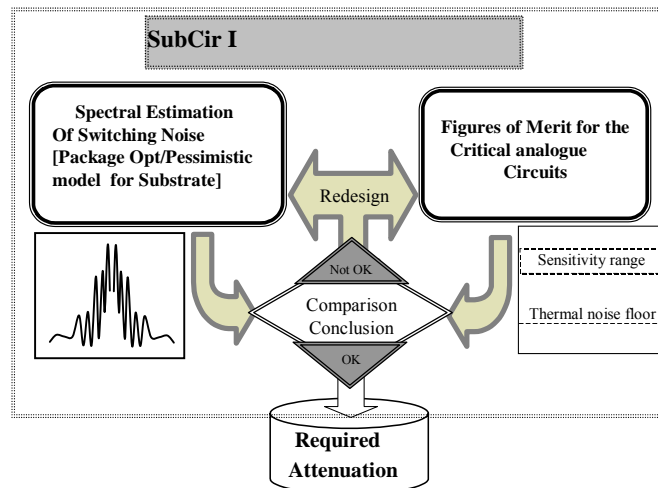 SubCir I
Spectral Estimation
Of Switching Noise
[Package Opt/Pessimistic
model for Substrate]
Figures of Merit for the
Critical analogue
Circuits
Redesign
Not OK
Comparison
Conclusion
OK
Sensitivity range
Thermal noise floor
Required
Attenuation